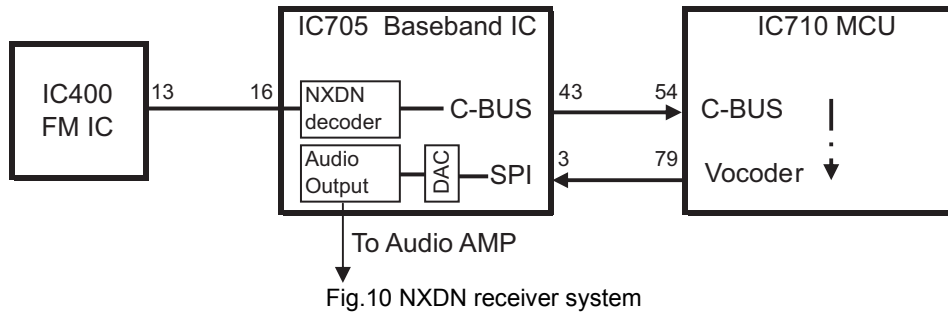 IC705 Baseband IC
IC710 MCU
IC400
FM IC
13
16
NXDN
decoder
C-BUS
43
54
C-BUS
Audio
Output
DAC
SPI
3
79
Vocoder
To Audio AMP
Fig.10 NXDN receiver system